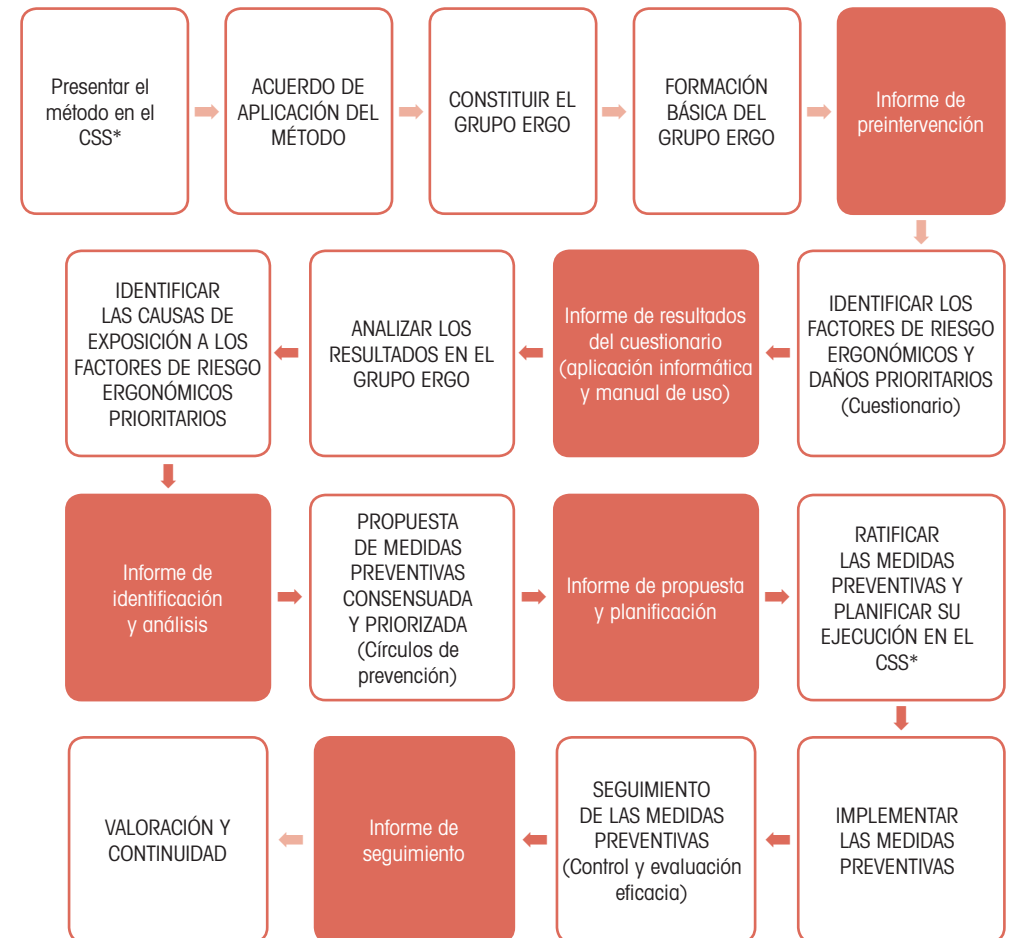 Presentar el
método en el
CSS*
ACUERDO DE
APLICACIÓN DEL
MÉTODO
CONSTITUIR EL
GRUPO ERGO
FORMACIÓN
BÁSICA DEL
GRUPO ERGO
Informe de
preintervención
IDENTIFICAR LOS
FACTORES DE RIESGO
ERGONÓMICOS Y
DAÑOS PRIORITARIOS
(Cuestionario)
Informe de resultados
del cuestionario
(aplicación informática
y manual de uso)
ANALIZAR LOS
RESULTADOS EN EL
GRUPO ERGO
IDENTIFICAR
LAS CAUSAS DE
EXPOSICIÓN A LOS
FACTORES DE RIESGO
ERGONÓMICOS
PRIORITARIOS
Informe de
identificación
y análisis
PROPUESTA
DE MEDIDAS
PREVENTIVAS
CONSENSUADA
Y PRIORIZADA
(Círculos de
prevención)
Informe de propuesta
y planificación
RATIFICAR
LAS MEDIDAS
PREVENTIVAS Y
PLANIFICAR SU
EJECUCIÓN EN EL
CSS*
IMPLEMENTAR
LAS MEDIDAS
PREVENTIVAS
SEGUIMIENTO
DE LAS MEDIDAS
PREVENTIVAS
(Control y evaluación
eficacia)
Informe de
seguimiento
VALORACIÓN Y
CONTINUIDAD